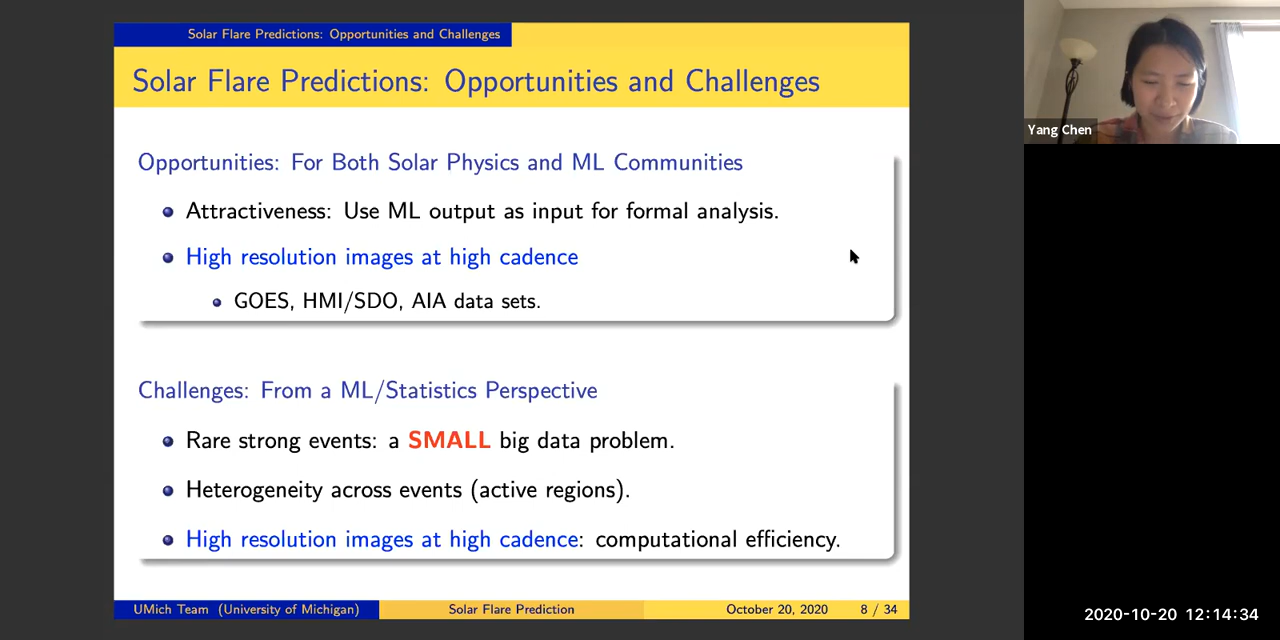 Solar Flare Predictions: Opportunities and Challenges
Solar Flare Predictions: Opportunities and Challenges
Opportunities: For Both Solar Physics and ML Communities
Attractiveness: Use ML output as input for formal analysis.
High resolution images at high cadence
GOES, HMI/SDO, AIA data sets.
Challenges: From a ML/Statistics Perspective
Rare strong events: a SMALL big data problem.
Heterogeneity across events (active regions).
High resolution images at high cadence: computational efficiency.
UMich Team (University of Michigan) Solar Flare Prediction October 20, 2020 8 / 34
Yang Chen
2020-10-20 12:14:34